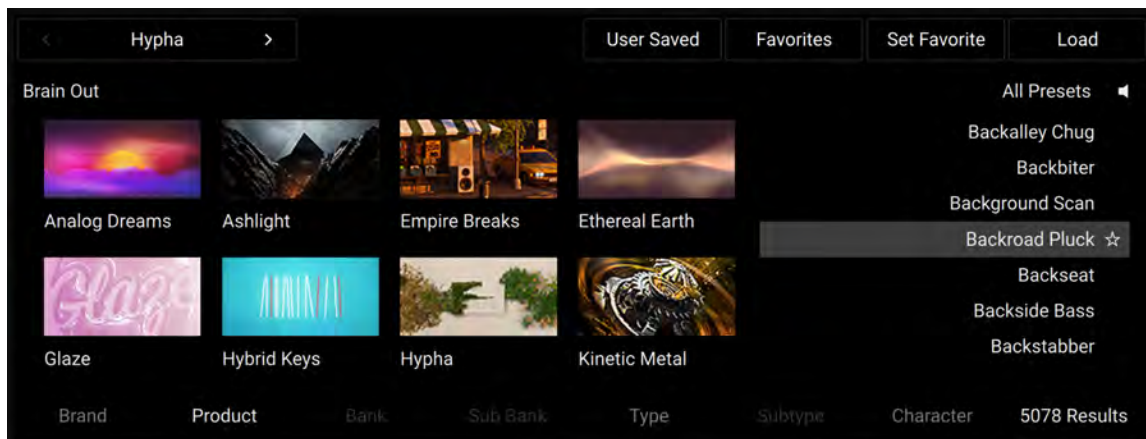 Hypha
User Saved
Favorites
Set Favorite
Load
Brain Out
All Presets
Analog Dreams
Ashlight
Empire Breaks
Ethereal Earth
Glaze
Glaze
Hybrid Keys
Hypha
Kinetic Metal
Backalley Chug
Backbiter
Background Scan
Backroad Pluck
Backseat
Backside Bass
Backstabber
Brand
Product
Bank
Sub Bank
Type
Subtype
Character
5078 Results